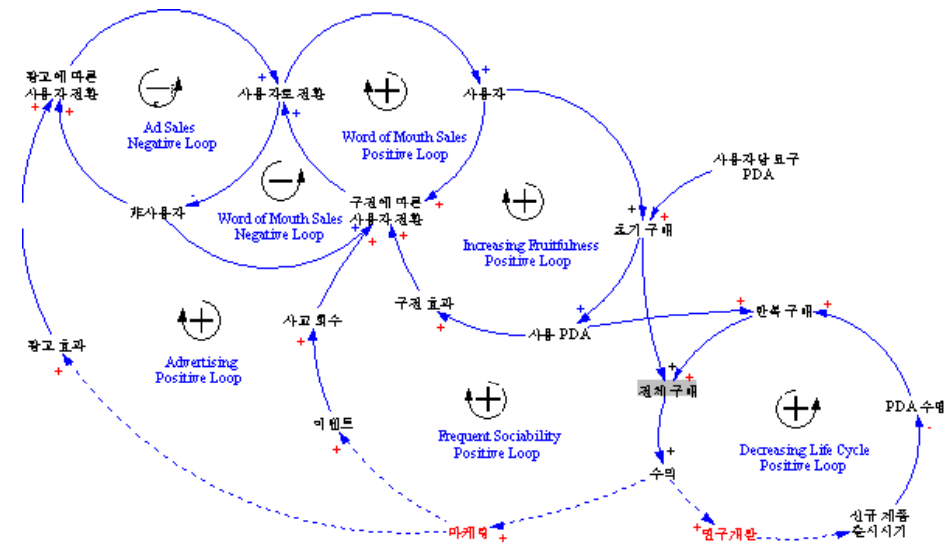 광고에 따른
사용자 전환
사용자로 전환
사용자
Ad Sales
Negative Loop
Word of Mouth Sales
Positive Loop
사용자당 요구
PDA
非사용자
Word of Mouth Sales
Negative Loop
구전에 따른
사용자 전환
Increasing Fruitfulness
Positive Loop
초기 구매
구전 효과
사용 PDA
반복 구매
사교 회수
광고 효과
Advertising
Positive Loop
전체 구매
PDA 수명
이벤트
Frequent Sociability
Positive Loop
Decreasing Life Cycle
Positive Loop
수익
마케팅
연구개발
신규 제품
출시시기